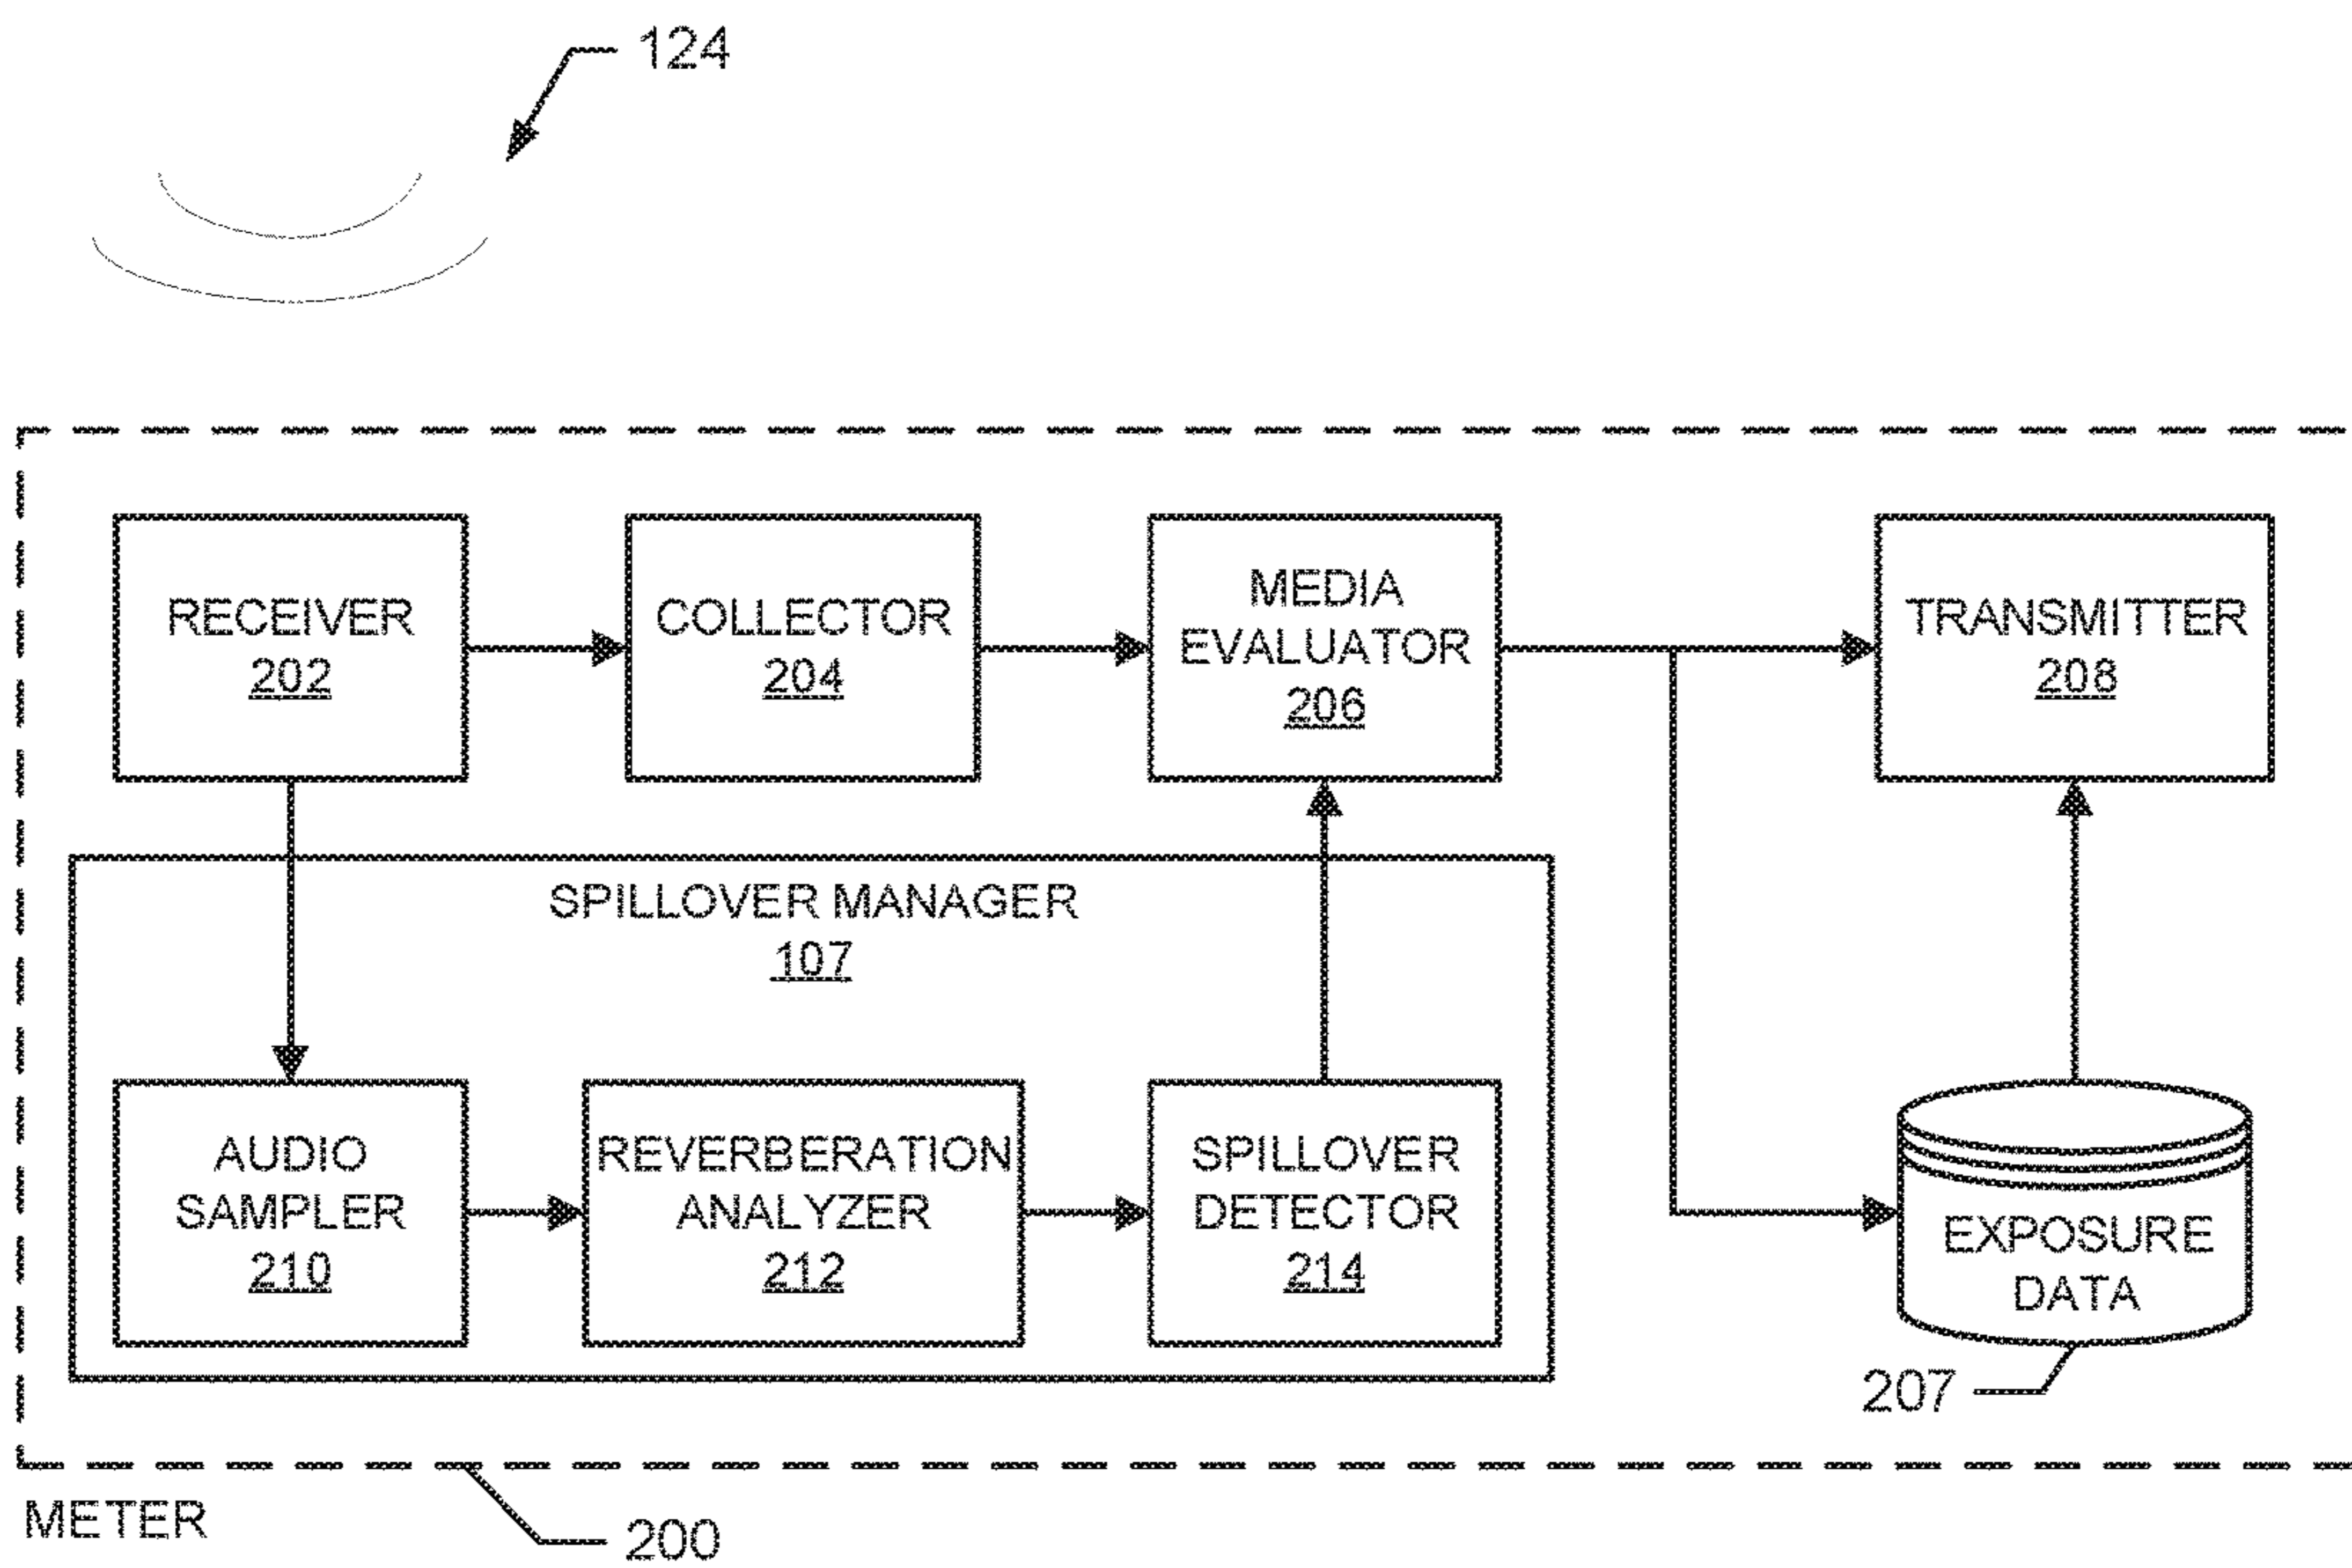 124
RECEIVER
202
COLLECTOR
204
MEDIA
EVALUATOR
206
TRANSMITTER
208
SPILLOVER MANAGER
107
AUDIO
SAMPLER
210
REVERBERATION
ANALYZER
212
SPILLOVER
DETECTOR
214
EXPOSURE
DATA
207
METER
200